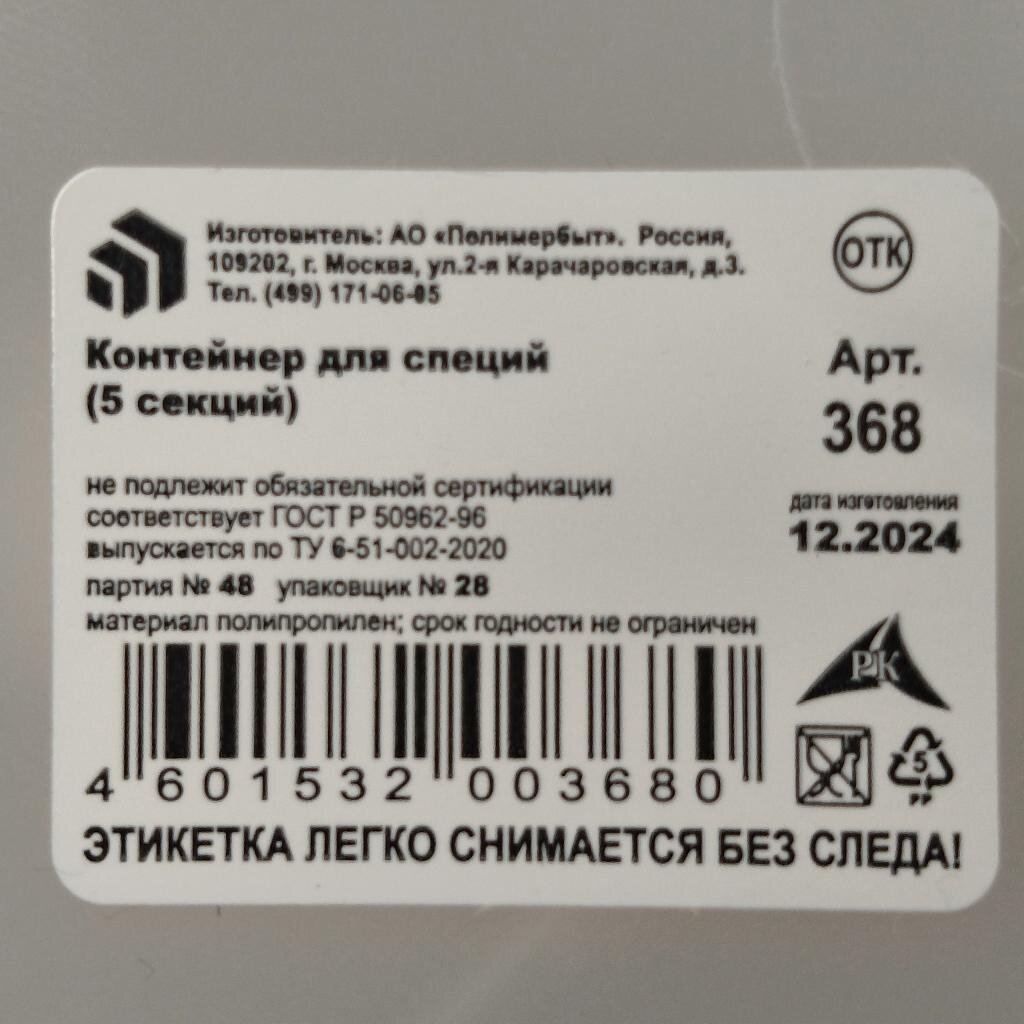 Изготовитель: АО «Полимербыт». Россия,
109202, г. Москва, ул.2-я Карачаровская, д.3.
Тел. (499) 171-06-05
ОТК
Контейнер для специй
(5 секций)
Арт.
368
не подлежит обязательной сертификации
соответствует ГОСТ Р 50962-96
выпускается по ТУ 6-51-002-2020
дата изготовления
12.2024
партия № 48 упаковщик № 28
материал полипропилен; срок годности не ограничен
РК
5
PP
4 601532 003680
ЭТИКЕТКА ЛЕГКО СНИМАЕТСЯ БЕЗ СЛЕДА!